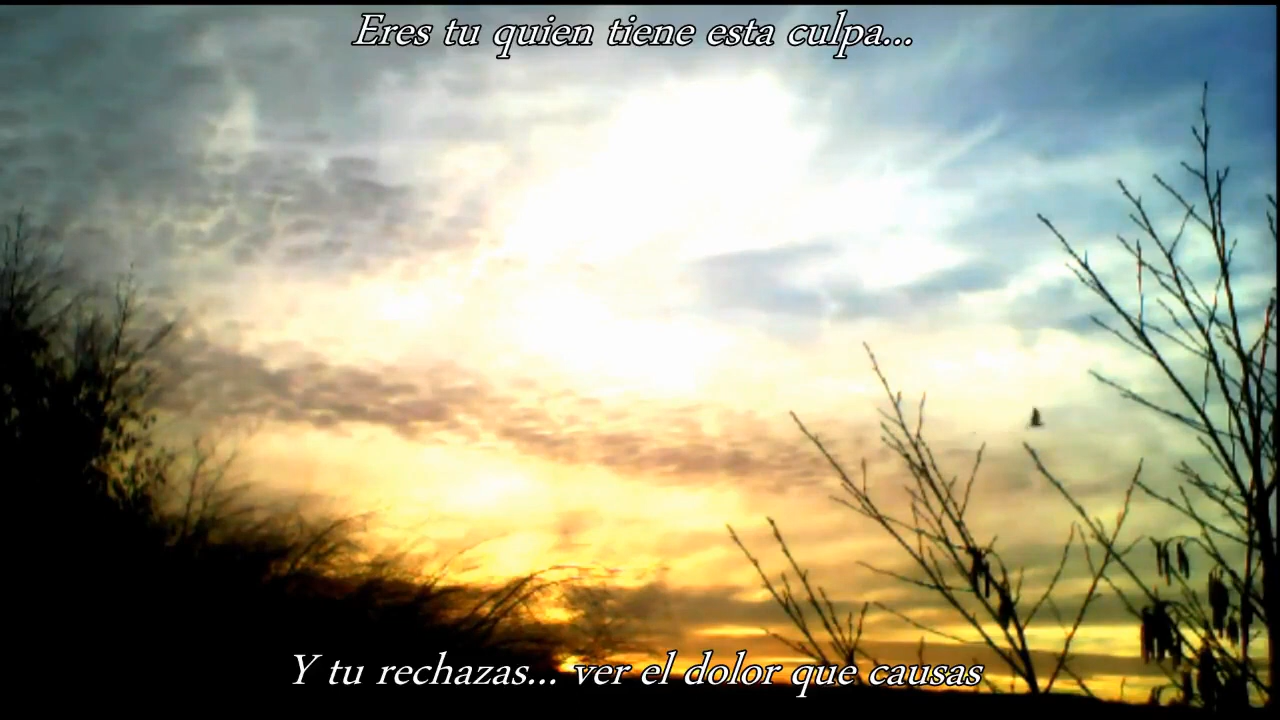 Eres tu quien tiene esta culpa...
Y tu rechazas... ver el dolor que causas